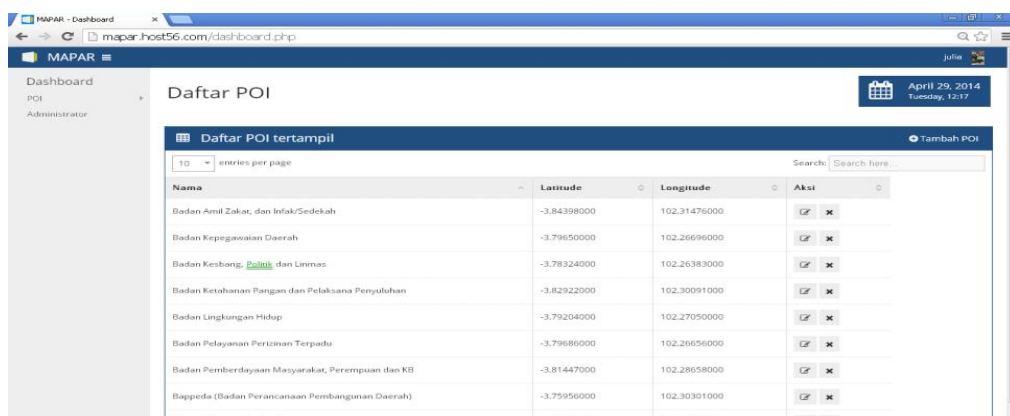 MAPAR - Dashboard
mapar.host56.com/dashboard.php
MAPAR
julie
Dashboard
POI
Administrator
Daftar POI
April 29, 2014
Tuesday, 12:17
Daftar POI tertampil
Tambah POI
10 entries per page
Search: Search here...
Nama Latitude Longitude Aksi
Badan Amil Zakat, dan Infak/Sedekah -3.84398000 102.31476000
Badan Kepegawaian Daerah -3.79650000 102.26696000
Badan Kesbang, Politik dan Linmas -3.78324000 102.26383000
Badan Ketahanan Pangan dan Pelaksana Penyuluhan -3.82922000 102.30091000
Badan Lingkungan Hidup -3.79204000 102.27050000
Badan Pelayanan Perizinan Terpadu -3.79686000 102.26656000
Badan Pemberdayaan Masyarakat, Perempuan dan KB -3.81447000 102.28658000
Bappeda (Badan Perancanaan Pembangunan Daerah) -3.75956000 102.30301000